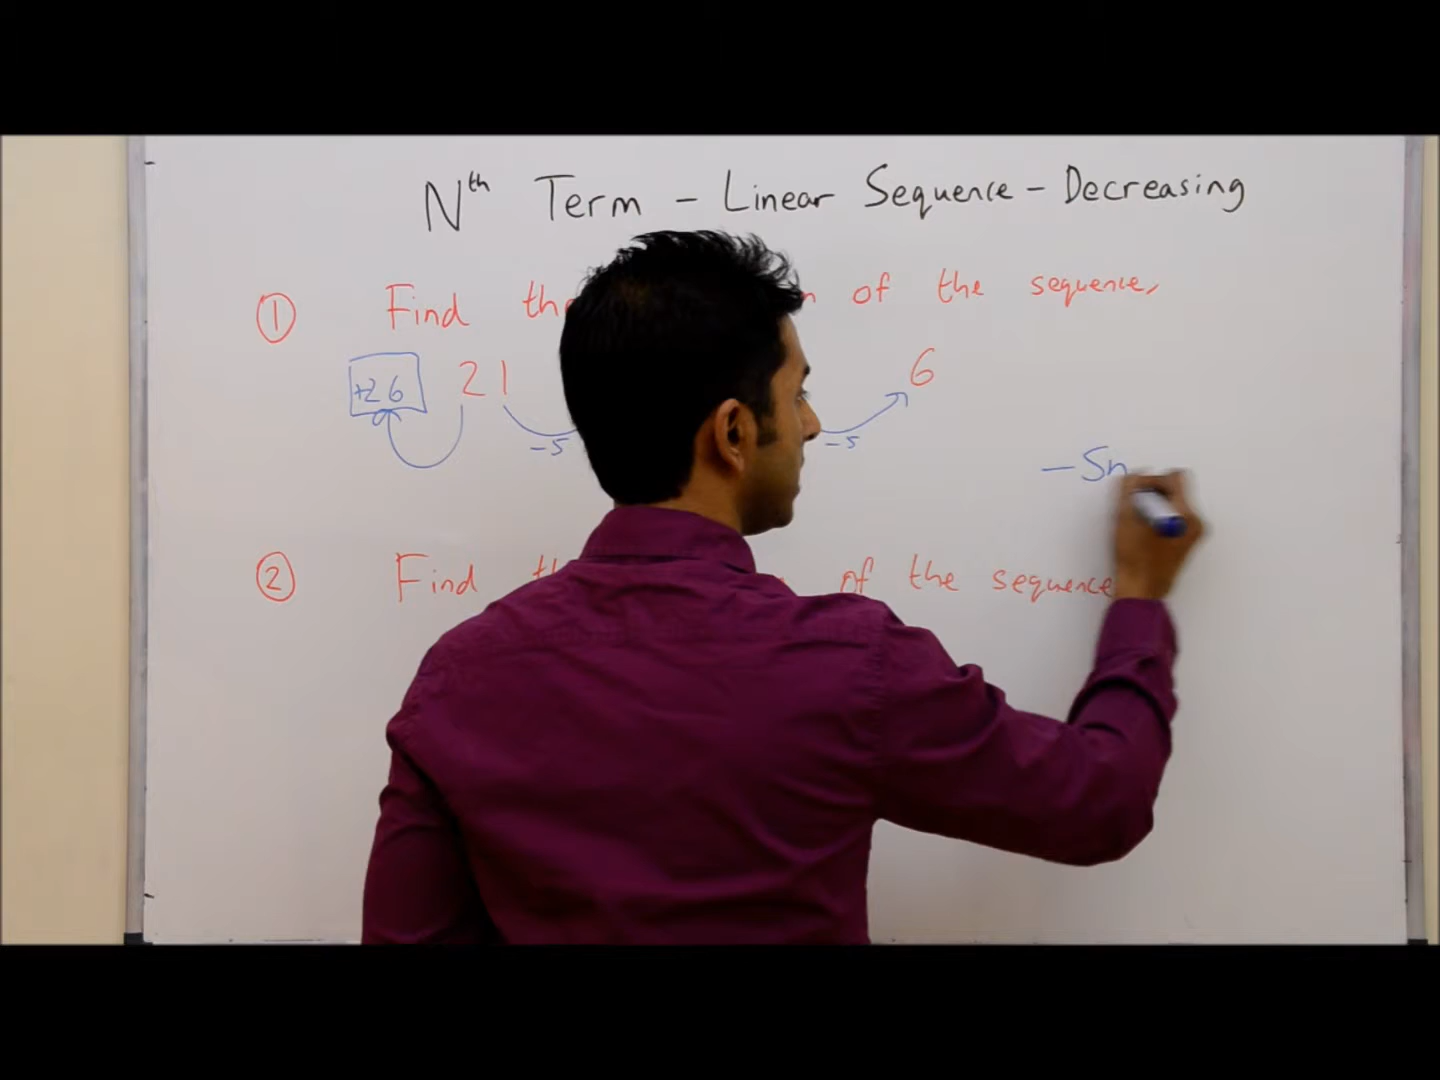 Nth Term - Linear Sequence - Decreasing
① Find of the sequence,
+26 21 6
-5 -5
-5n
② Find of the sequence